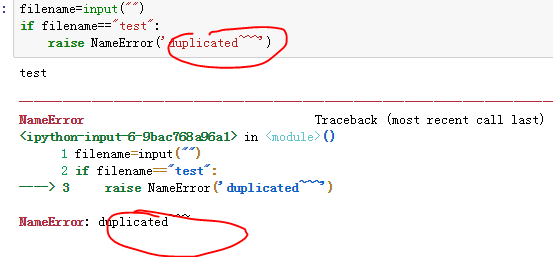 :
filename=input("")
if filename=="test":
    raise NameError('duplicated~~~')
test
NameError                                 Traceback (most recent call last)
<ipython-input-6-9bac768a96a1> in <module>()
      1 filename=input("")
      2 if filename=="test":
----> 3     raise NameError('duplicated~~~')
NameError: duplicated~~~